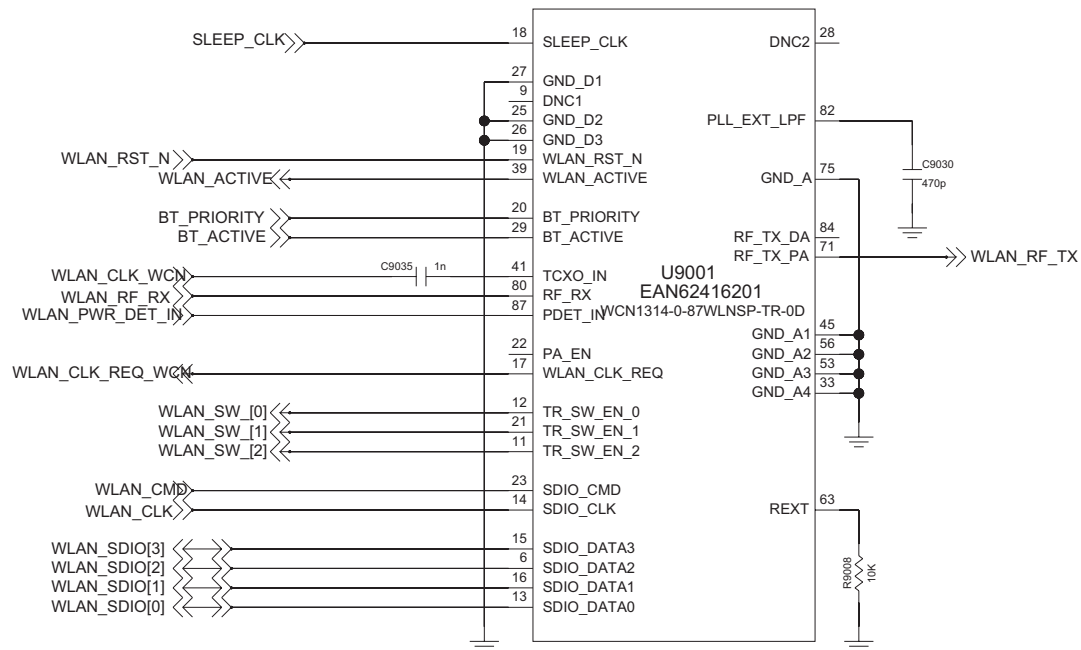 SLEEP_CLK 18 SLEEP_CLK DNC2 28
27 GND_D1
9 DNC1
25 GND_D2 PLL_EXT_LPF 82
26 GND_D3
WLAN_RST_N 19 WLAN_RST_N
WLAN_ACTIVE 39 WLAN_ACTIVE GND_A 75
C9030
470p
BT_PRIORITY 20 BT_PRIORITY
BT_ACTIVE 29 BT_ACTIVE RF_TX_DA 84
RF_TX_PA 71 WLAN_RF_TX
WLAN_CLK_WCN C9035 1n 41 TCXO_IN U9001
WLAN_RF_RX 80 RF_RX EAN62416201
WLAN_PWR_DET_IN 87 PDET_IN WCN1314-0-87WLNSP-TR-0D
GND_A1 45
22 PA_EN GND_A2 56
WLAN_CLK_REQ_WCN 17 WLAN_CLK_REQ GND_A3 53
GND_A4 33
WLAN_SW_[0] 12 TR_SW_EN_0
WLAN_SW_[1] 21 TR_SW_EN_1
WLAN_SW_[2] 11 TR_SW_EN_2
WLAN_CMD 23 SDIO_CMD
WLAN_CLK 14 SDIO_CLK REXT 63
WLAN_SDIO[3] 15 SDIO_DATA3
WLAN_SDIO[2] 6 SDIO_DATA2
WLAN_SDIO[1] 16 SDIO_DATA1
WLAN_SDIO[0] 13 SDIO_DATA0
R9008
10K